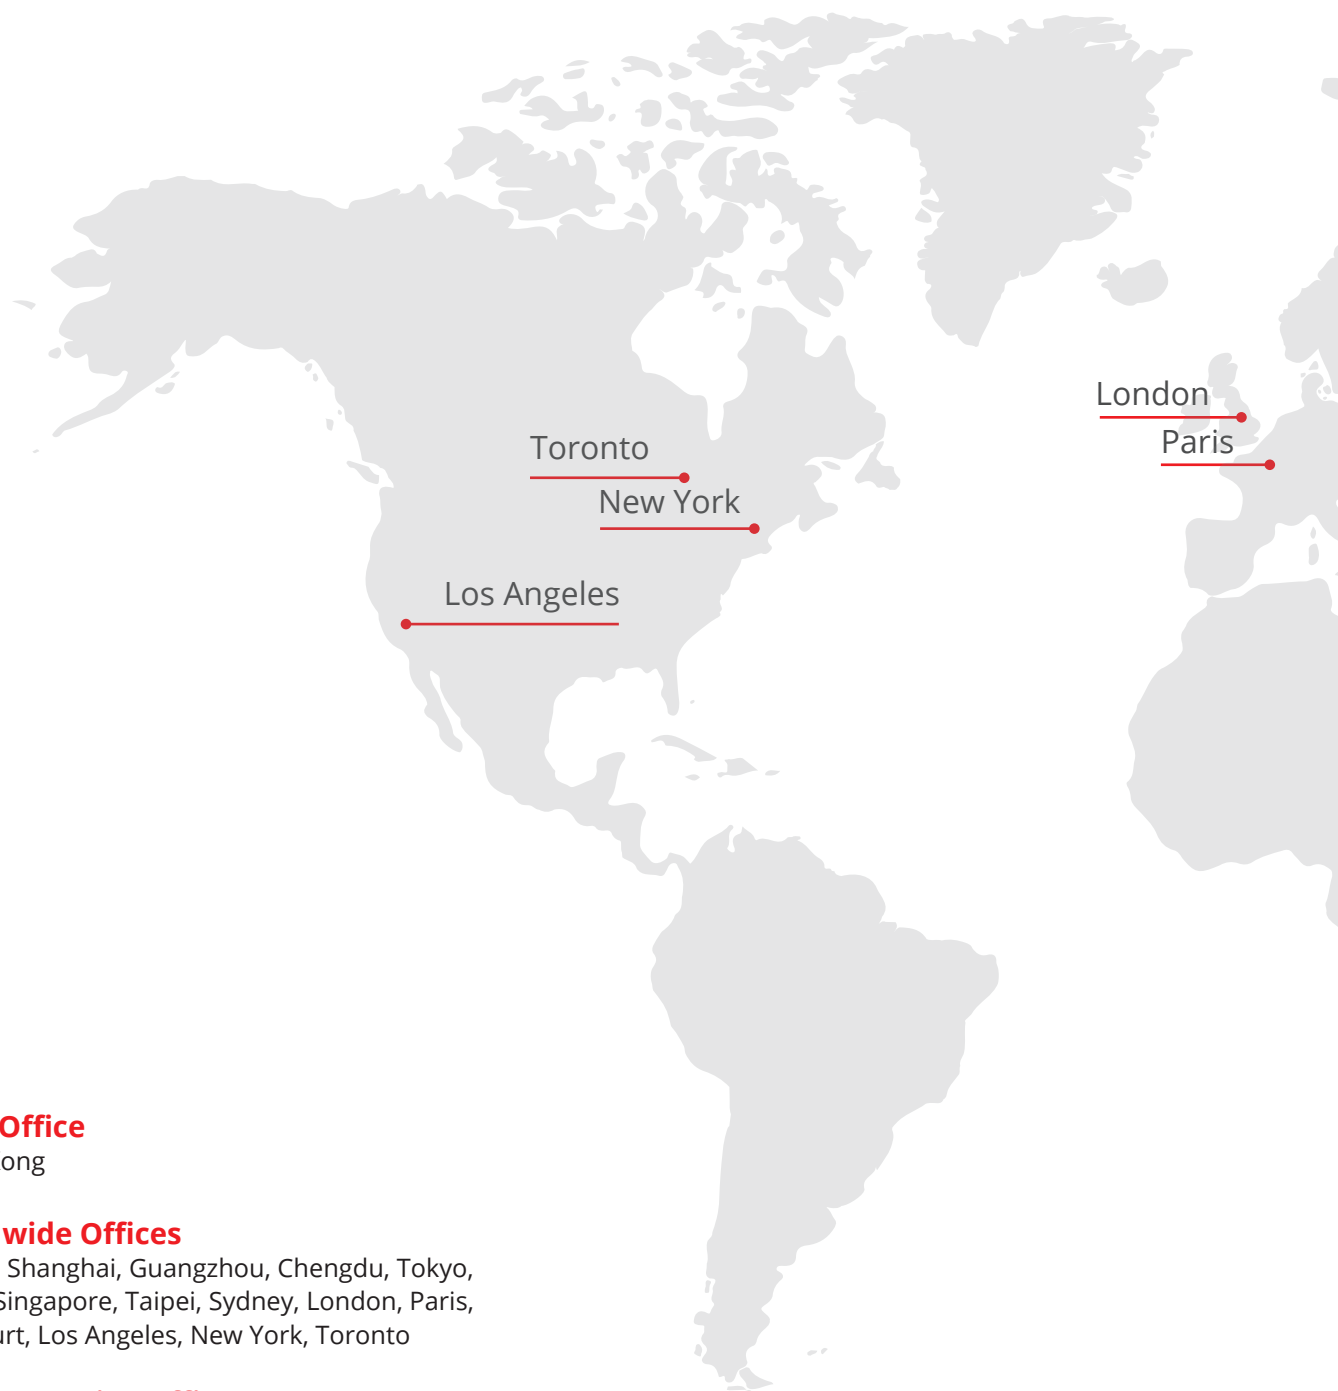 London
Paris
Toronto
New York
Los Angeles
Office
ong
wide Offices
Shanghai, Guangzhou, Chengdu, Tokyo,
Singapore, Taipei, Sydney, London, Paris,
urt, Los Angeles, New York, Toronto